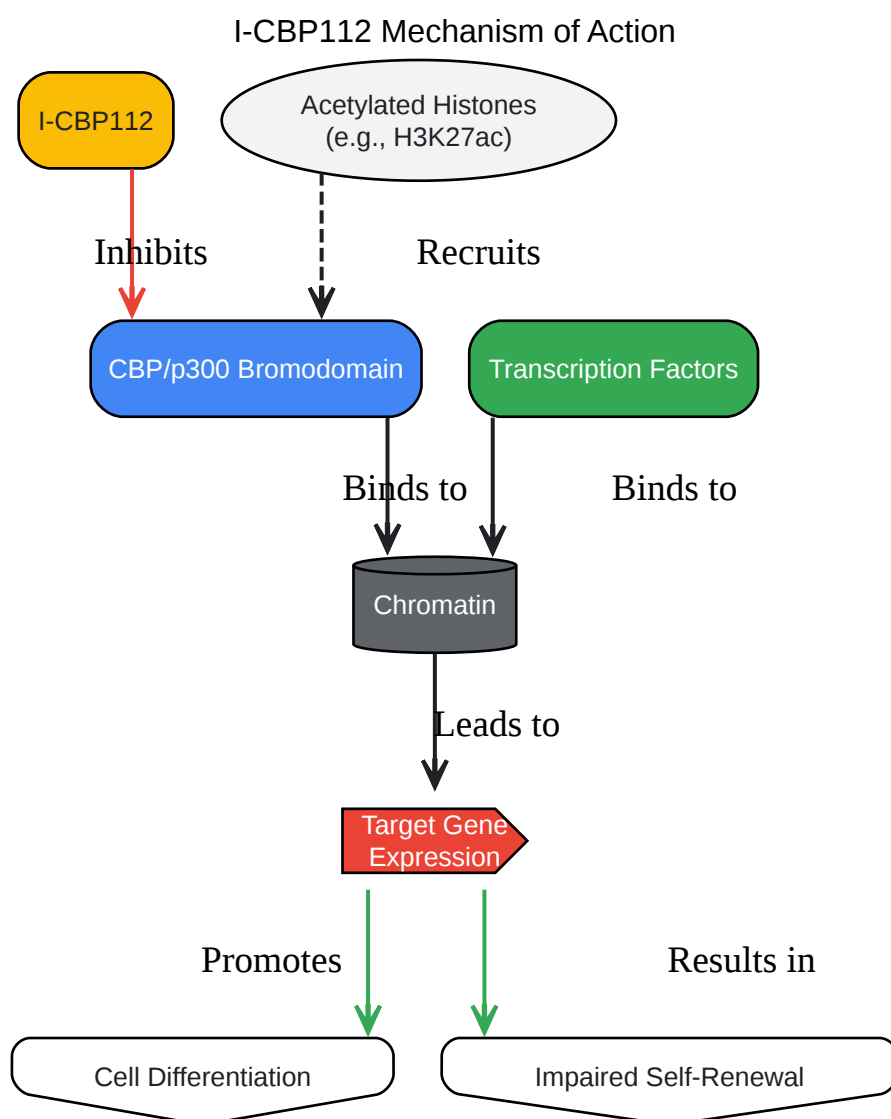 I-CBP112 Mechanism of Action
I-CBP112
Acetylated Histones
(e.g., H3K27ac)
Inhibits
Recruits
CBP/p300 Bromodomain
Transcription Factors
Binds to
Binds to
Chromatin
Leads to
Target Gene
Expression
Promotes
Results in
Cell Differentiation
Impaired Self-Renewal